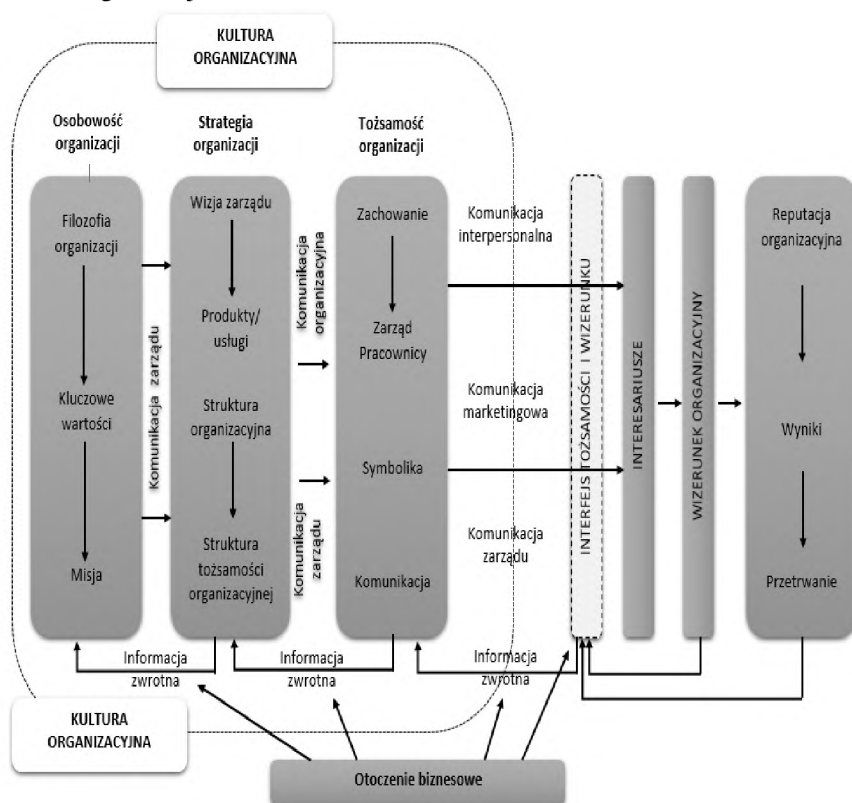 KULTURA
ORGANIZACYJNA
Osobowość
organizacji
Strategia
organizacji
Tożsamość
organizacji
Filozofia
organizacji
Kluczowe
wartości
Misja
Komunikacja zarządu
Wizja zarządu
Produkty/
usługi
Struktura
organizacyjna
Struktura
tożsamości
organizacyjnej
Komunikacja
organizacyjna
Komunikacja
zarządu
Zachowanie
Zarząd
Pracownicy
Symbolika
Komunikacja
Komunikacja
interpersonalna
Komunikacja
marketingowa
Komunikacja
zarządu
INTERFEJS TOŻSAMOŚCI I WIZERUNKU
INTERESARIUSZE
WIZERUNEK ORGANIZACYJNY
Reputacja
organizacyjna
Wyniki
Przetrwanie
Informacja
zwrotna
Informacja
zwrotna
Informacja
zwrotna
KULTURA
ORGANIZACYJNA
Otoczenie biznesowe